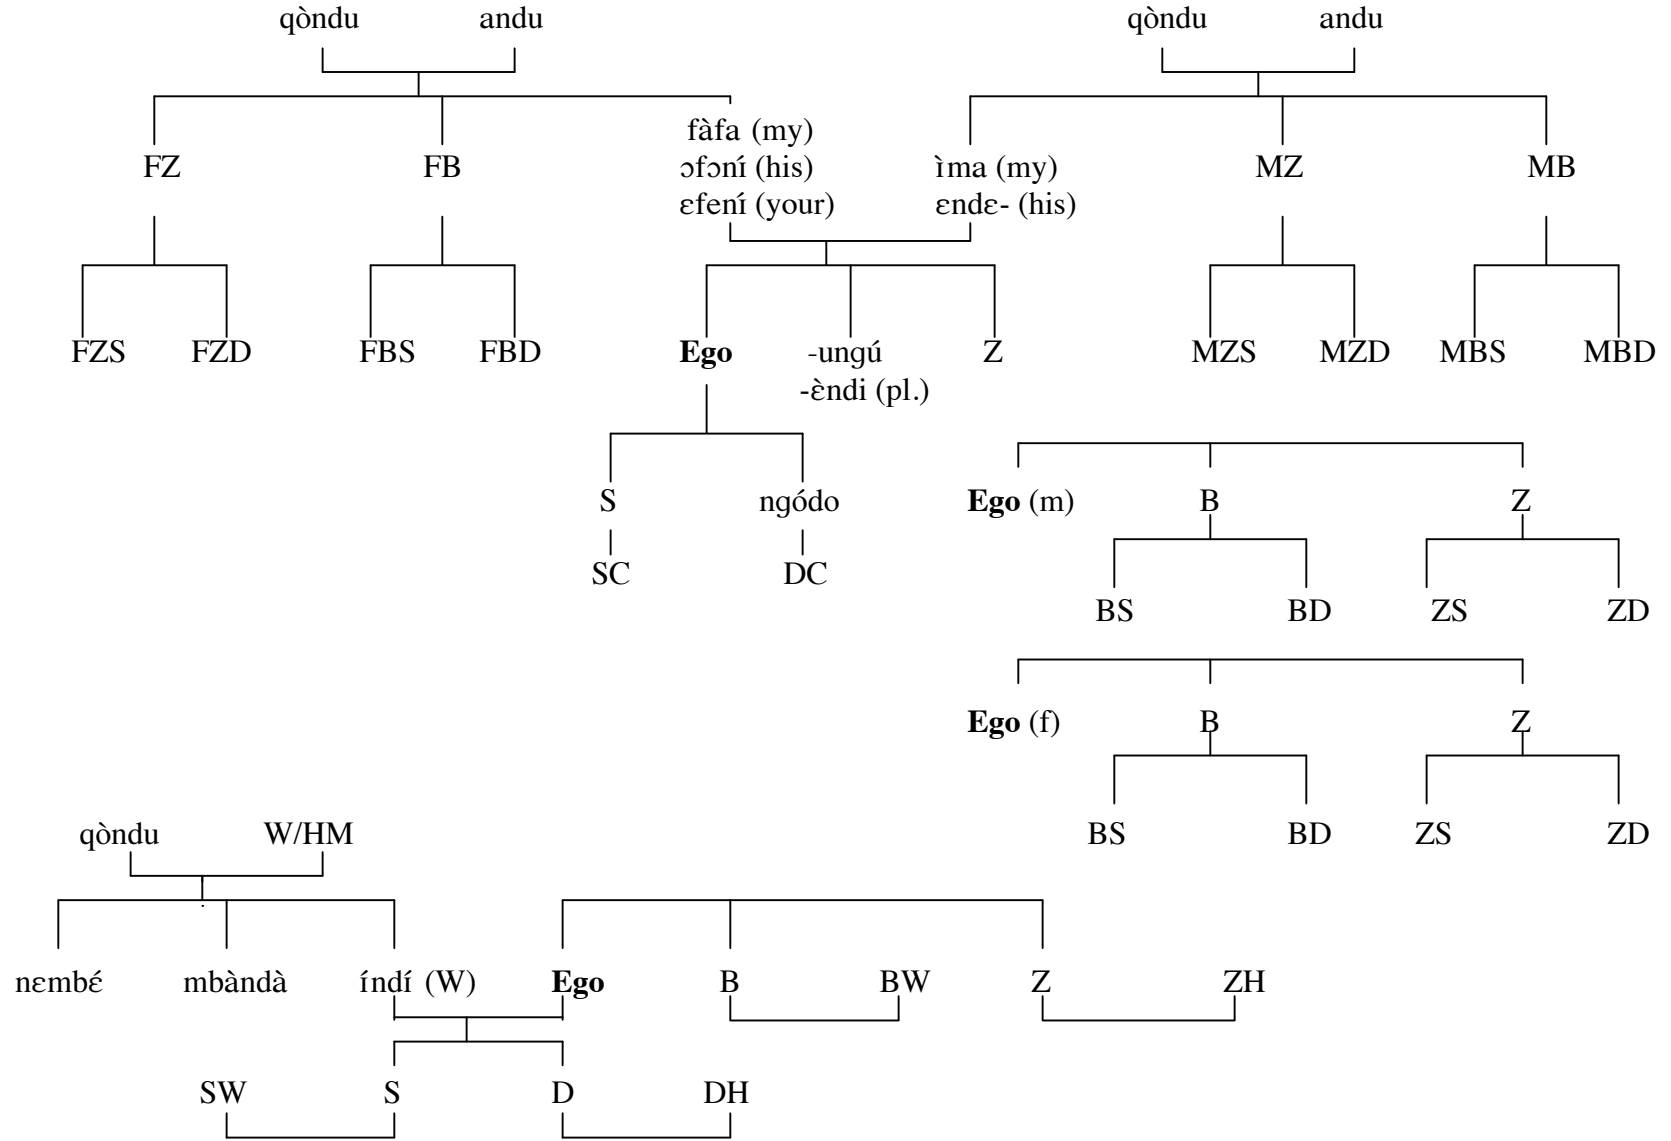 qòndu andu qòndu andu
fàfa (my)
FZ FB ɔfɔní (his) ìma (my) MZ MB
ɛfení (your) ɛndɛ- (his)
FZS FZD FBS FBD Ego -unɡú Z MZS MZD MBS MBD
-ɛ̀ndi (pl.)
S nɡódo Ego (m) B Z
SC DC
BS BD ZS ZD
Ego (f) B Z
qòndu W/HM BS BD ZS ZD
nɛmbɛ́ mbàndà índí (W) Ego B BW Z ZH
SW S D DH